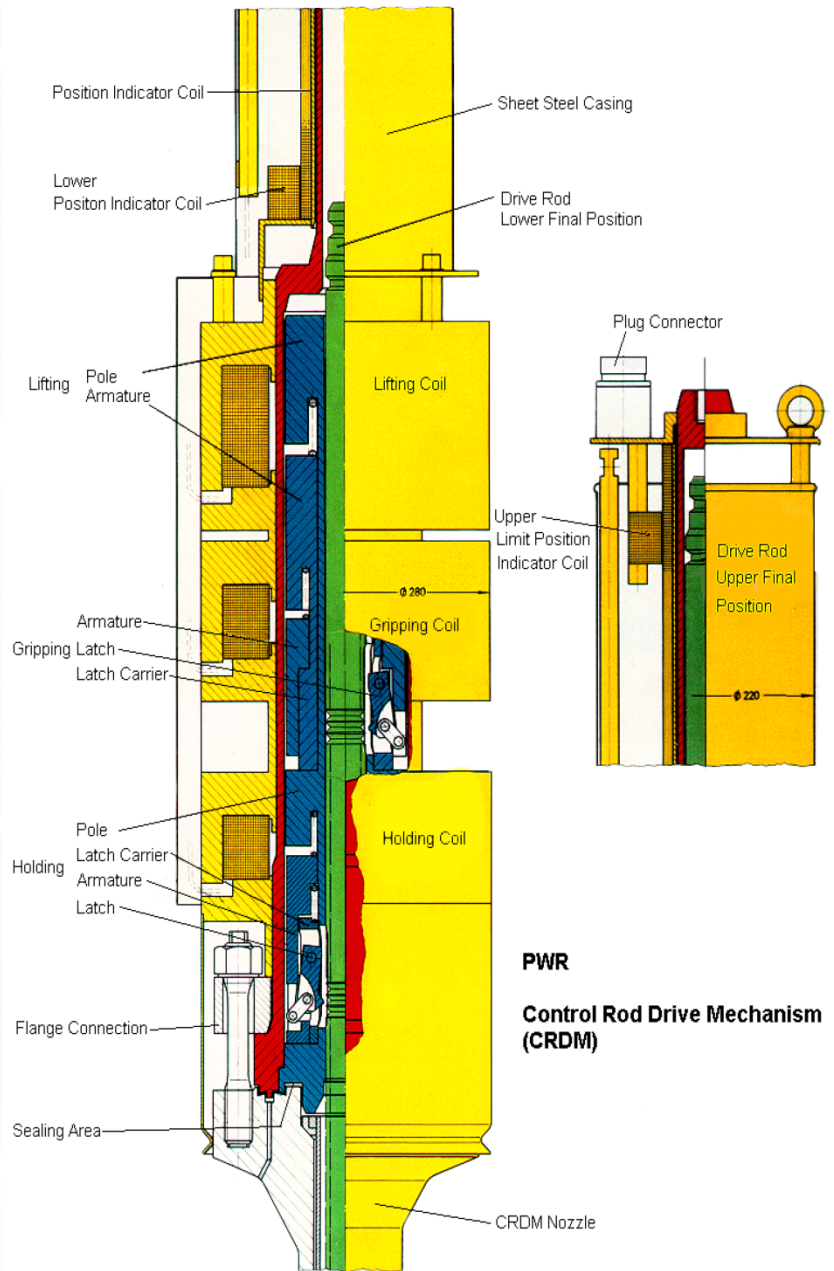 Position Indicator Coil
Sheet Steel Casing
Lower
Positon Indicator Coil
Drive Rod
Lower Final Position
Plug Connector
Lifting
Pole
Armature
Lifting Coil
Upper
Limit Position
Indicator Coil
Drive Rod
Upper Final
Position
ϕ 280
Armature
Gripping Latch
Latch Carrier
Gripping Coil
ϕ 220
Pole
Holding
Latch Carrier
Armature
Latch
Holding Coil
PWR
Control Rod Drive Mechanism
(CRDM)
Flange Connection
Sealing Area
CRDM Nozzle